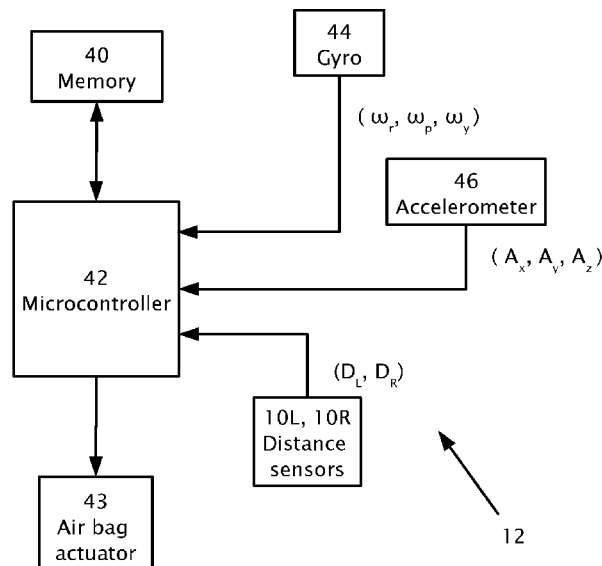 40
Memory
44
Gyro
( ω_r, ω_p, ω_y )
46
Accelerometer
( A_x, A_y, A_z )
42
Microcontroller
(D_L, D_R)
10L, 10R
Distance
sensors
43
Air bag
actuator
12